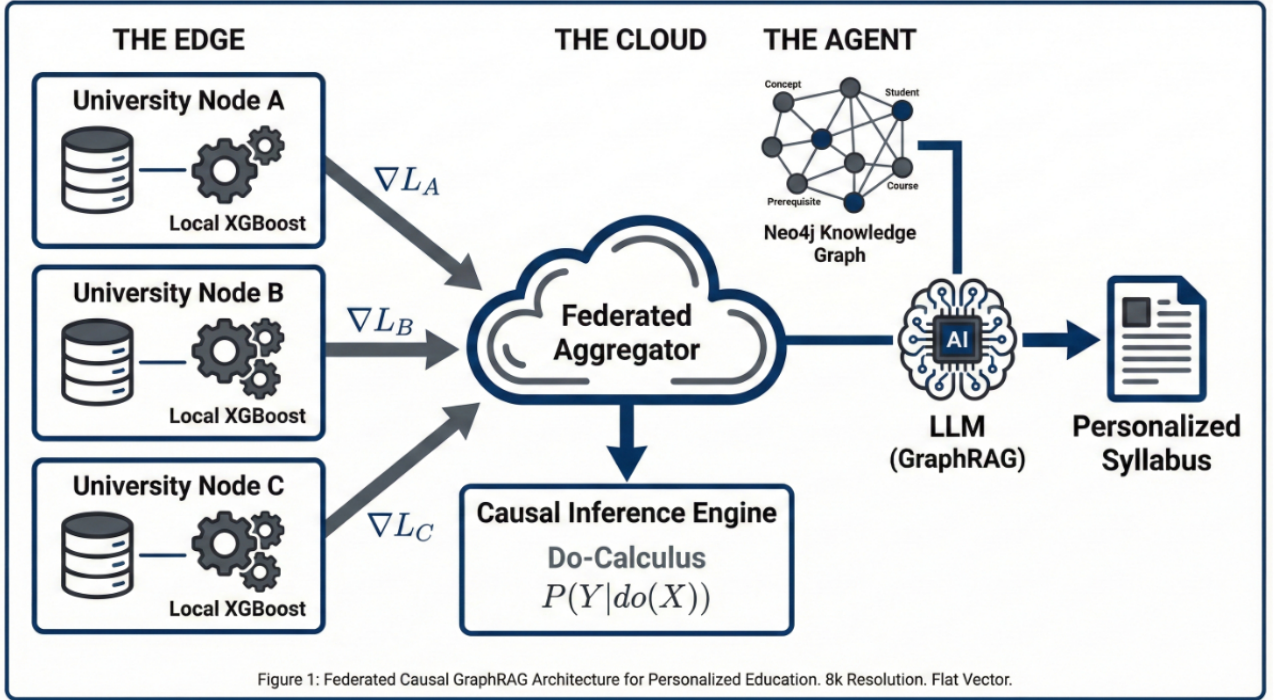 THE EDGE
THE CLOUD
THE AGENT
University Node A
Local XGBoost
∇L_A
University Node B
Local XGBoost
∇L_B
University Node C
Local XGBoost
∇L_C
Federated
Aggregator
Causal Inference Engine
Do-Calculus
P(Y|do(X))
Concept
Student
Prerequisite
Course
Neo4j Knowledge
Graph
AI
LLM
(GraphRAG)
Personalized
Syllabus
Figure 1: Federated Causal GraphRAG Architecture for Personalized Education. 8k Resolution. Flat Vector.